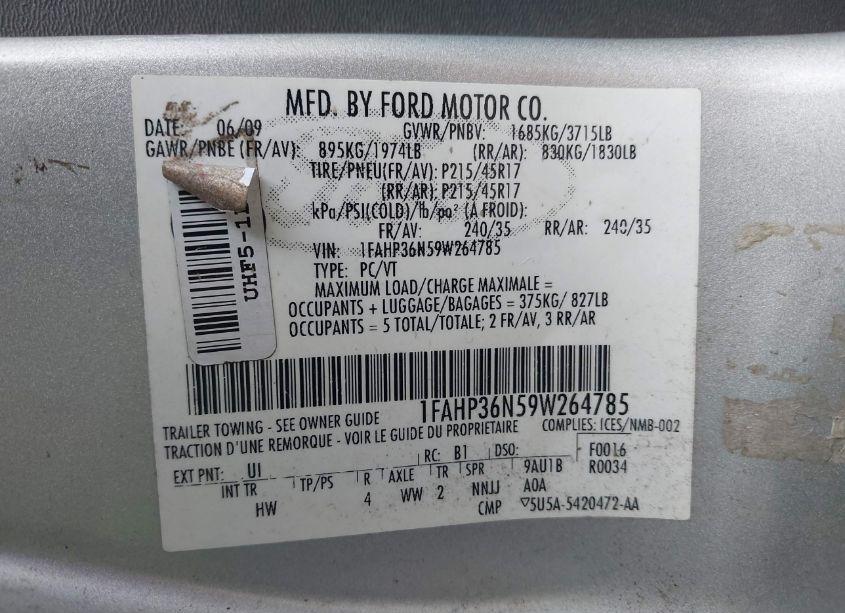 MFD. BY FORD MOTOR CO.
DATE: 06/09 GVWR/PNBV: 1685KG/3715LB
GAWR/PNBE (FR/AV): 895KG/1974LB (RR/AR): 830KG/1830LB
TIRE/PNEU(FR/AV): P215/45R17
(RR/AR): P215/45R17
kPa/PSI(COLD)/lb/po² (À FROID):
FR/AV: 240/35 RR/AR: 240/35
VIN: 1FAHP36N59W264785
TYPE: PC/VT
MAXIMUM LOAD/CHARGE MAXIMALE =
OCCUPANTS + LUGGAGE/BAGAGES = 375KG/ 827LB
OCCUPANTS = 5 TOTAL/TOTALE; 2 FR/AV, 3 RR/AR
UHF5-11
1FAHP36N59W264785
TRAILER TOWING - SEE OWNER GUIDE COMPLIES: ICES/NMB-002
TRACTION D'UNE REMORQUE - VOIR LE GUIDE DU PROPRIETAIRE
RC: B1 DSO: F0016
EXT PNT: UI R0034
INT TR TP/PS R AXLE TR SPR 9AU1B
HW 4 WW 2 NNJJ A0A
CMP ▽5U5A-5420472-AA